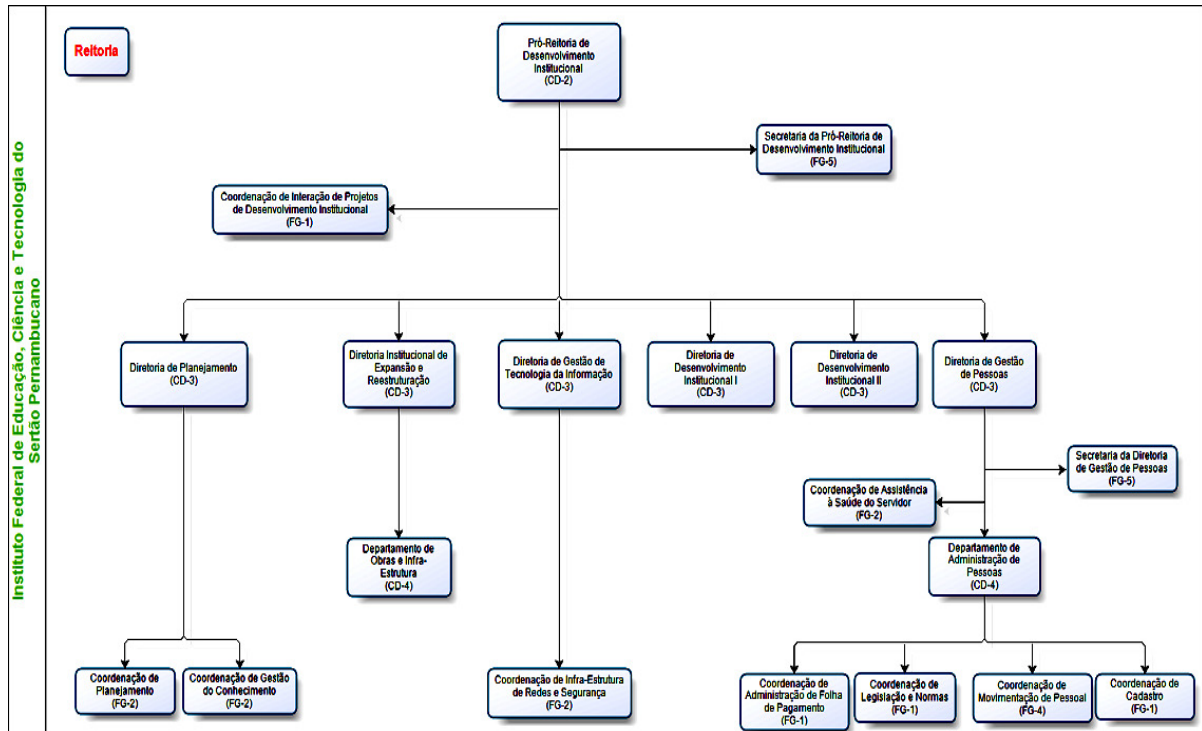 Instituto Federal de Educação, Ciência e Tecnologia do
Sertão Pernambucano
Reitoria
Pró-Reitoria de
Desenvolvimento
Institucional
(CD-2)
Secretaria da Pró-Reitoria de
Desenvolvimento Institucional
(FG-5)
Coordenação de Interação de Projetos
de Desenvolvimento Institucional
(FG-1)
Diretoria de Planejamento
(CD-3)
Diretoria Institucional de
Expansão e
Reestruturação
(CD-3)
Diretoria de Gestão de
Tecnologia da Informação
(CD-3)
Diretoria de
Desenvolvimento
Institucional I
(CD-3)
Diretoria de
Desenvolvimento
Institucional II
(CD-3)
Diretoria de Gestão
de Pessoas
(CD-3)
Secretaria da Diretoria
de Gestão de Pessoas
(FG-5)
Coordenação de Assistência
à Saúde do Servidor
(FG-2)
Departamento de
Obras e Infra-
Estrutura
(CD-4)
Departamento de
Administração de
Pessoas
(CD-4)
Coordenação de
Planejamento
(FG-2)
Coordenação de Gestão
do Conhecimento
(FG-2)
Coordenação de Infra-Estrutura
de Redes e Segurança
(FG-2)
Coordenação de
Administração de Folha
de Pagamento
(FG-1)
Coordenação de
Legislação e Normas
(FG-1)
Coordenação de
Movimentação de Pessoal
(FG-4)
Coordenação de
Cadastro
(FG-1)